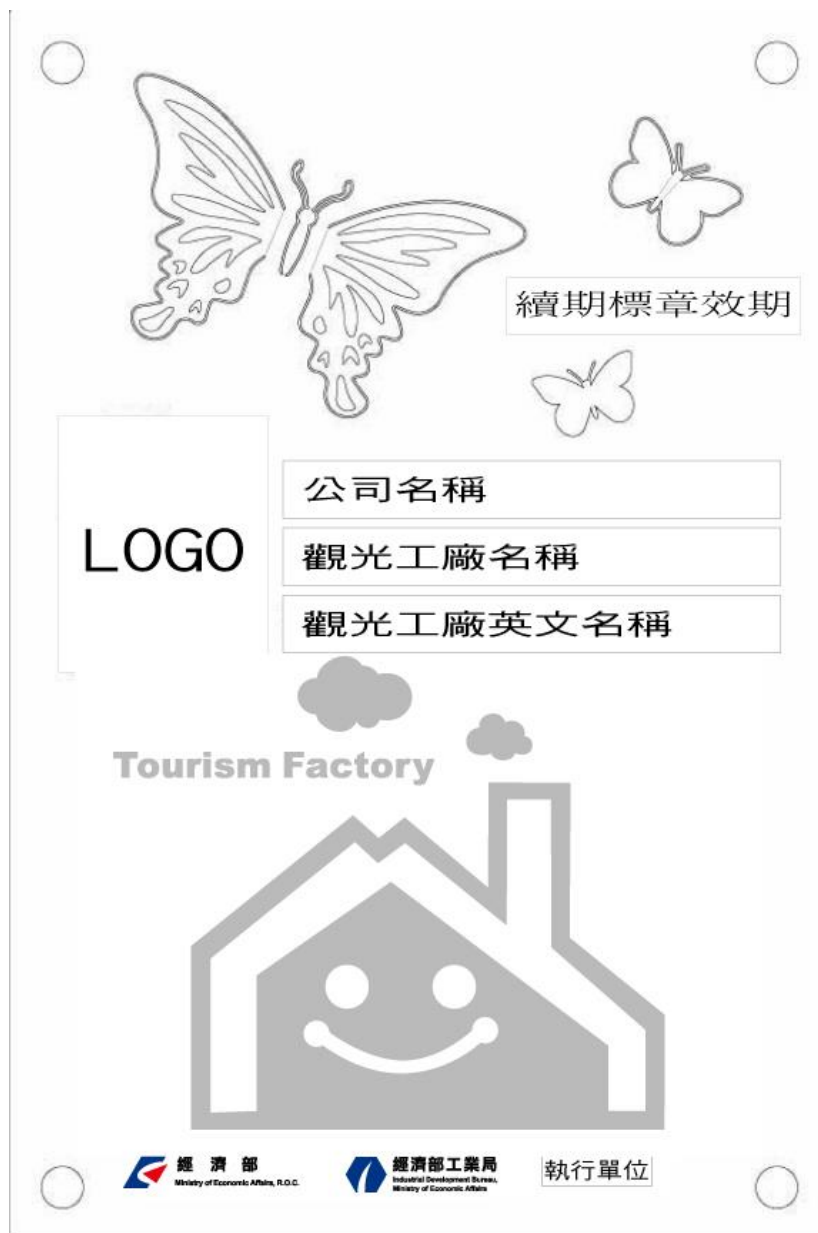 續期標章效期
LOGO
公司名稱
觀光工廠名稱
觀光工廠英文名稱
Tourism Factory
經濟部
Ministry of Economic Affairs, R.O.C.
經濟部工業局
Industrial Development Bureau,
Ministry of Economic Affairs
執行單位